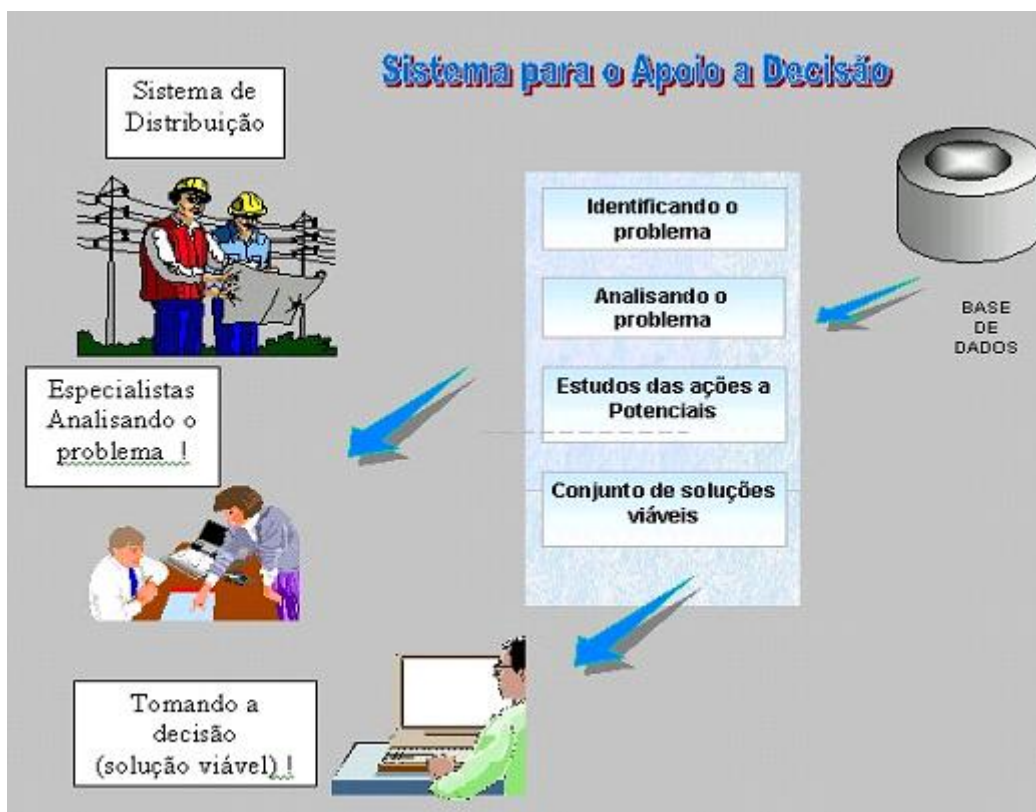 Sistema para o Apoio a Decisão
Sistema de
Distribuição
Identificando o
problema
Analisando o
problema
BASE
DE
DADOS
Especialistas
Analisando o
problema !
Estudos das ações a
Potenciais
Conjunto de soluções
viáveis
Tomando a
decisão
(solução viável) !